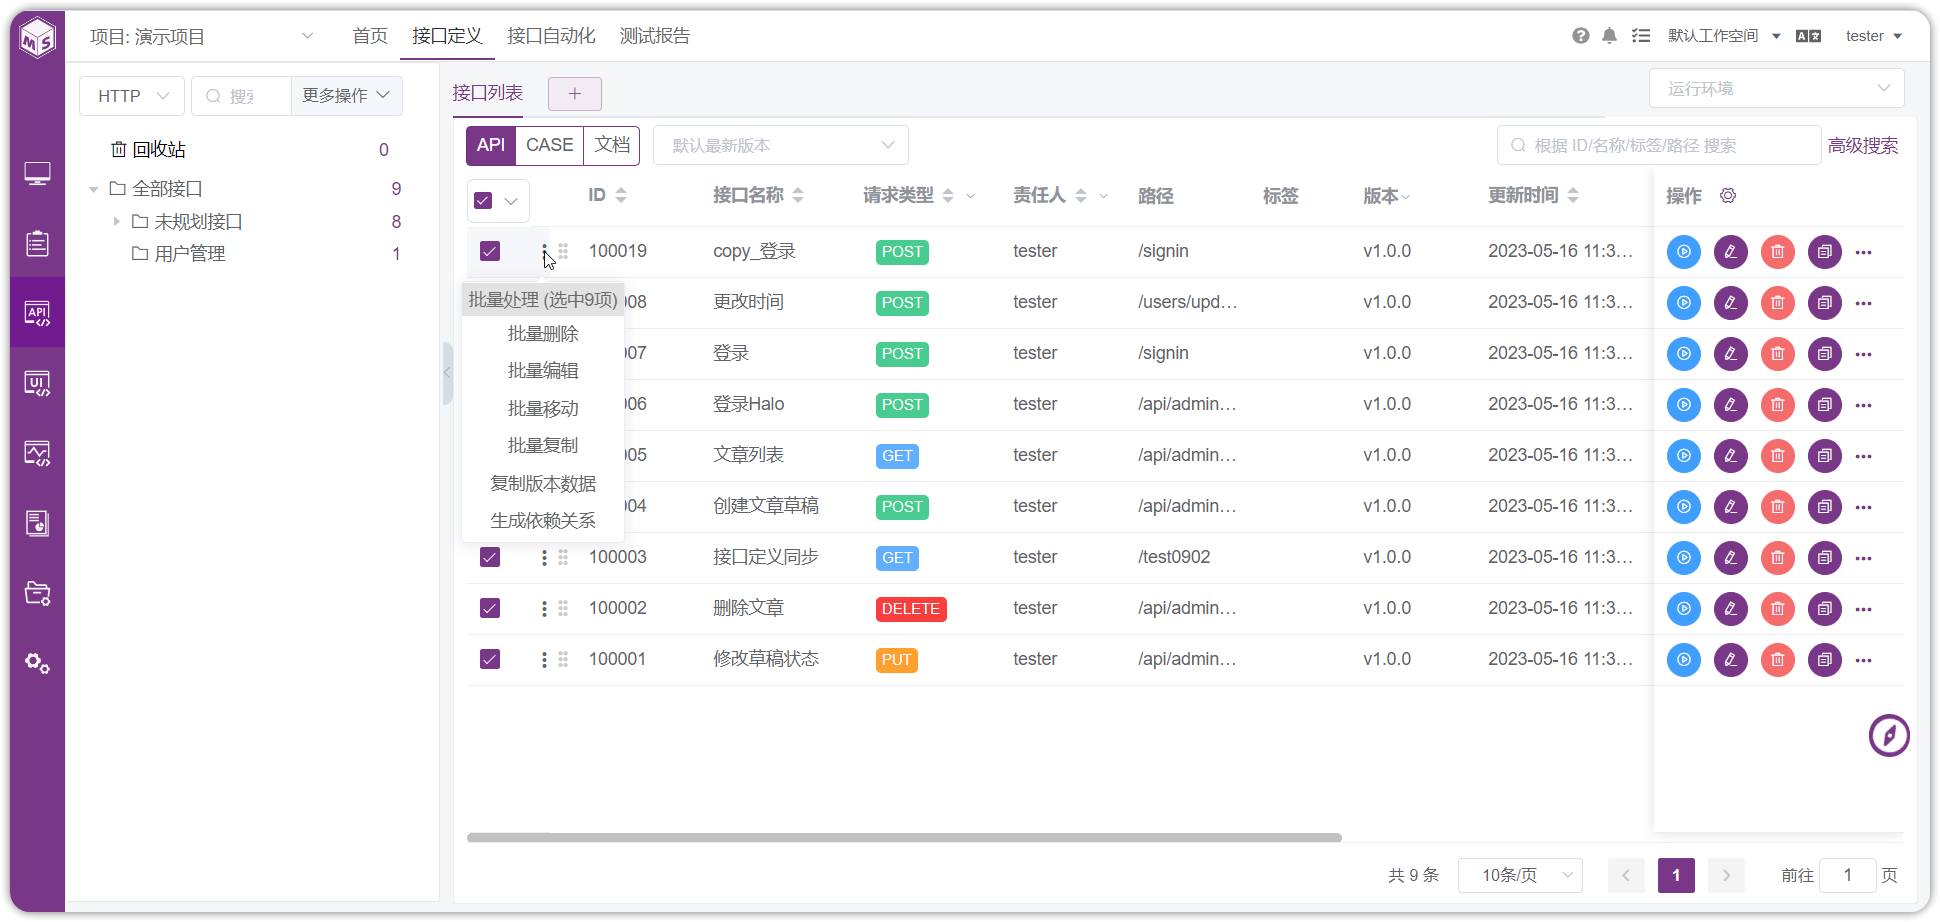 MS
项目: 演示项目
首页
接口定义
接口自动化
测试报告
默认工作空间
tester
HTTP
搜索
更多操作
接口列表
+
运行环境
回收站 0
全部接口 9
未规划接口 8
用户管理 1
API CASE 文档
默认最新版本
根据 ID/名称/标签/路径 搜索
高级搜索
ID 接口名称 请求类型 责任人 路径 标签 版本 更新时间 操作
100019 copy_登录 POST tester /signin v1.0.0 2023-05-16 11:3...
08 更改时间 POST tester /users/upd... v1.0.0 2023-05-16 11:3...
07 登录 POST tester /signin v1.0.0 2023-05-16 11:3...
06 登录Halo POST tester /api/admin... v1.0.0 2023-05-16 11:3...
05 文章列表 GET tester /api/admin... v1.0.0 2023-05-16 11:3...
04 创建文章草稿 POST tester /api/admin... v1.0.0 2023-05-16 11:3...
100003 接口定义同步 GET tester /test0902 v1.0.0 2023-05-16 11:3...
100002 删除文章 DELETE tester /api/admin... v1.0.0 2023-05-16 11:3...
100001 修改草稿状态 PUT tester /api/admin... v1.0.0 2023-05-16 11:3...
批量处理 (选中9项)
批量删除
批量编辑
批量移动
批量复制
复制版本数据
生成依赖关系
API
UI
共 9 条
10条/页
1
前往 1 页